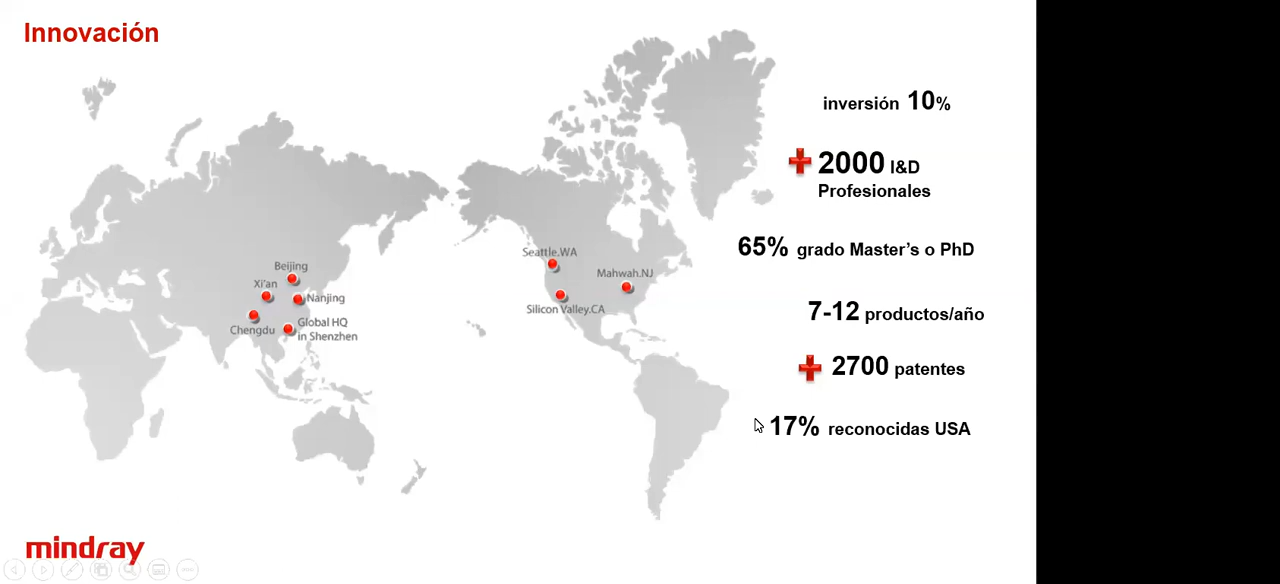 Innovación
inversión 10%
2000 I&D
Profesionales
65% grado Master's o PhD
7-12 productos/año
2700 patentes
17% reconocidas USA
Beijing
Xi'an
Nanjing
Chengdu
Global HQ
in Shenzhen
Seattle.WA
Mahwah.NJ
Silicon Valley.CA
mindray